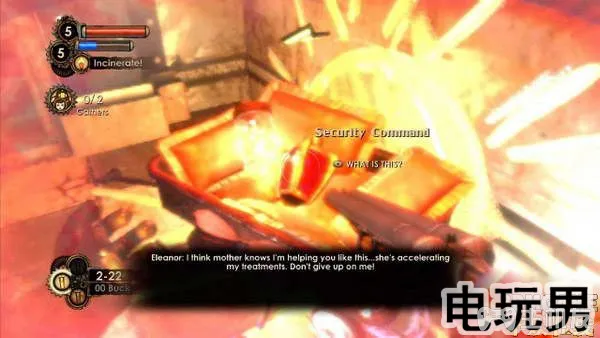 5
5
Incinerate!
0/2
Gathers
Security Command
WHAT IS THIS?
Eleanor: I think mother knows I'm helping you like this...she's accelerating
my treatments. Don't give up on me!
2-22
00 Buck
电玩男